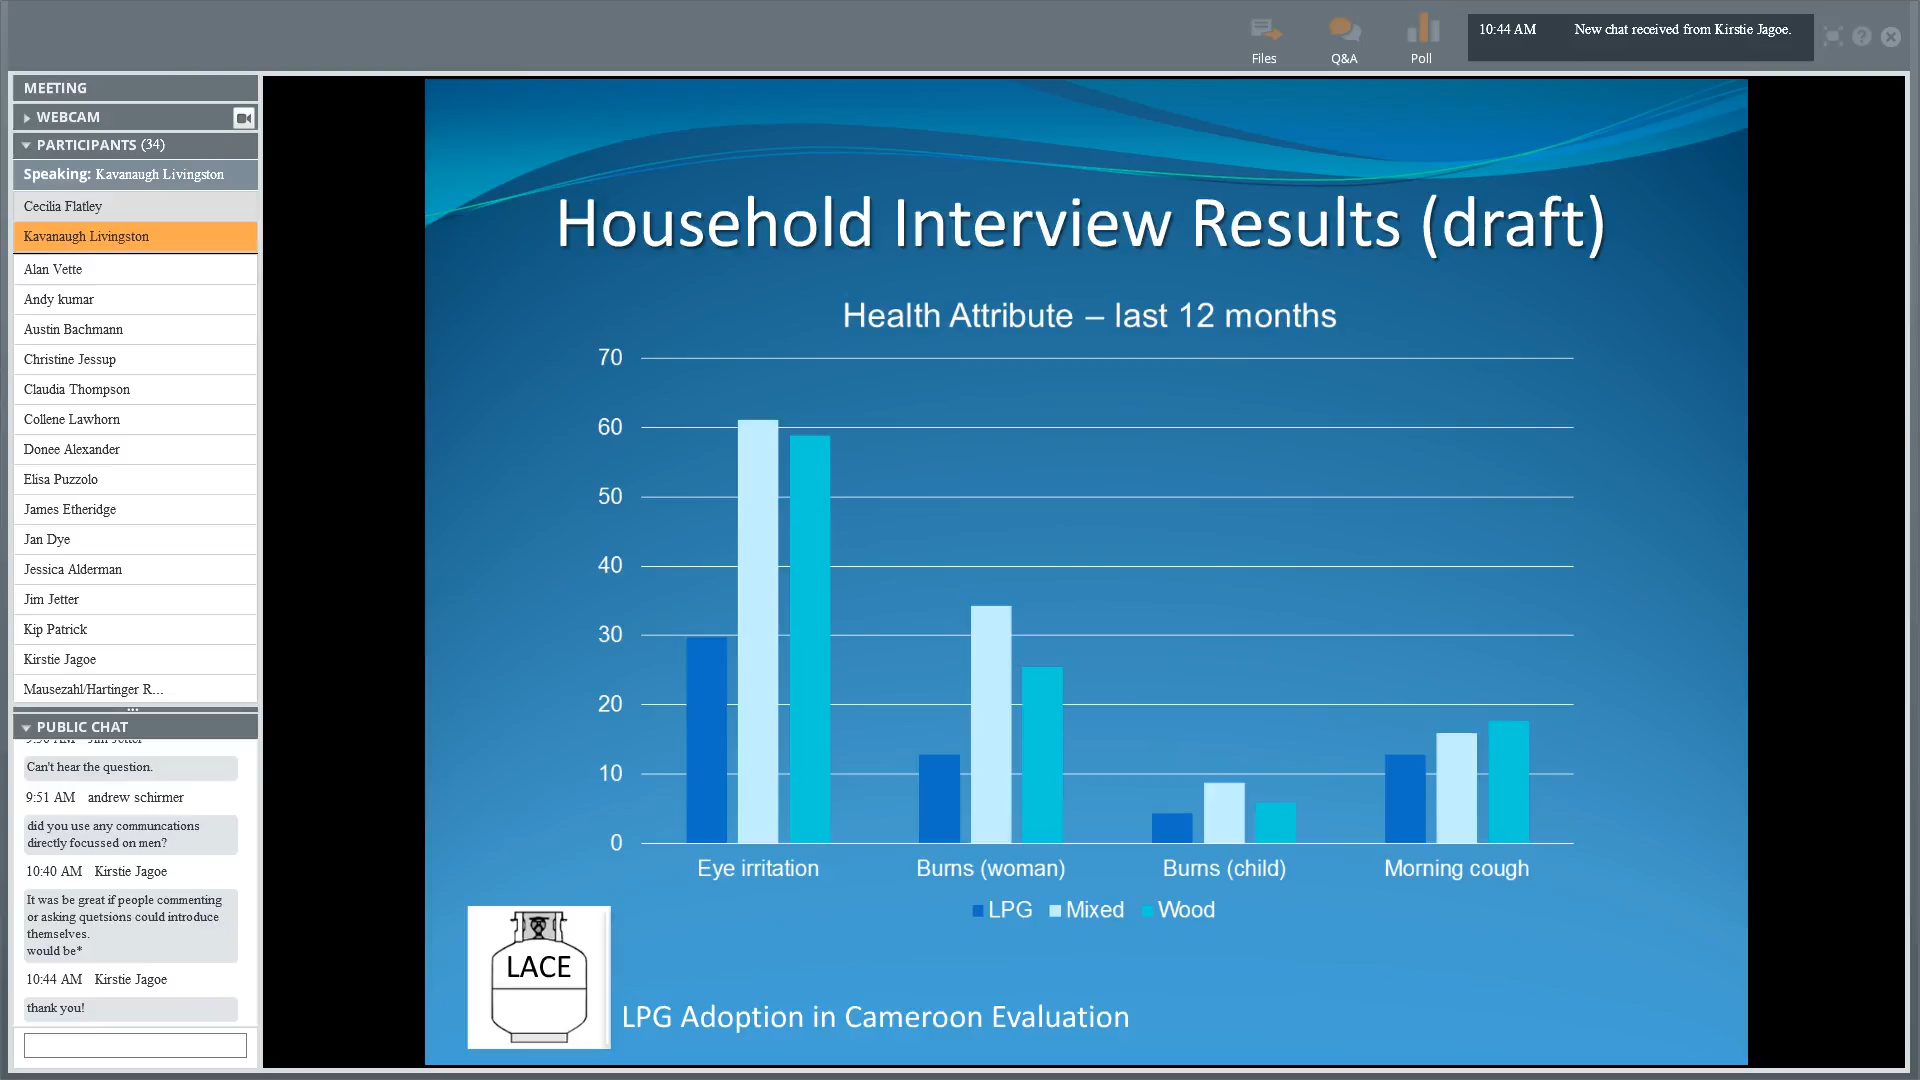 Files
Q&A
Poll
10:44 AM New chat received from Kirstie Jagoe.
MEETING
WEBCAM
PARTICIPANTS (34)
Speaking: Kavanaugh Livingston
Cecilia Flatley
Kavanaugh Livingston
Alan Vette
Andy kumar
Austin Bachmann
Christine Jessup
Claudia Thompson
Collene Lawhorn
Donee Alexander
Elisa Puzzolo
James Etheridge
Jan Dye
Jessica Alderman
Jim Jetter
Kip Patrick
Kirstie Jagoe
Mausezahl/Hartinger R...
PUBLIC CHAT
Can't hear the question.
9:51 AM andrew schirmer
did you use any communcations
directly focussed on men?
10:40 AM Kirstie Jagoe
It was be great if people commenting
or asking quetsions could introduce
themselves.
would be*
10:44 AM Kirstie Jagoe
thank you!
Household Interview Results (draft)
Health Attribute – last 12 months
70
60
50
40
30
20
10
0
Eye irritation Burns (woman) Burns (child) Morning cough
LPG Mixed Wood
LACE
LPG Adoption in Cameroon Evaluation